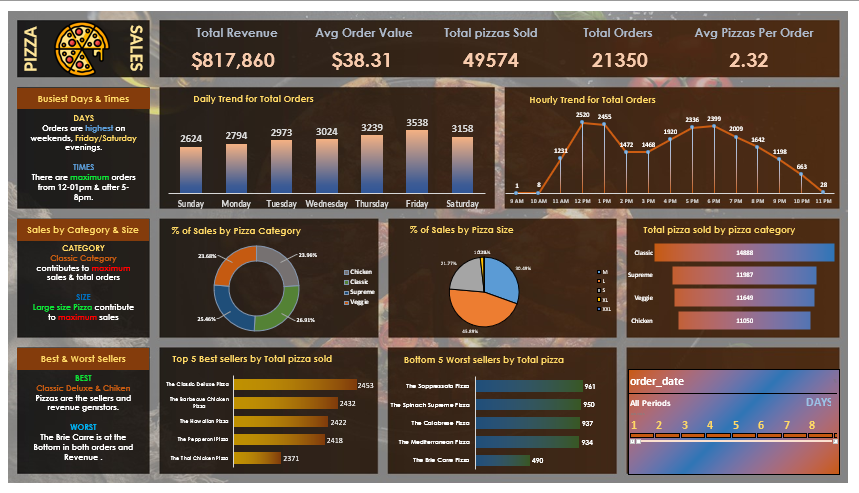 PIZZA
SALES
Total Revenue
$817,860
Avg Order Value
$38.31
Total pizzas Sold
49574
Total Orders
21350
Avg Pizzas Per Order
2.32
Busiest Days & Times
DAYS
Orders are highest on
weekends, Friday/Saturday
evenings.
TIMES
There are maximum orders
from 12-01pm & after 5-
8pm.
Daily Trend for Total Orders
2624 2794 2973 3024 3239 3538 3158
Sunday Monday Tuesday Wednesday Thursday Friday Saturday
Hourly Trend for Total Orders
1 8 1231 2520 2455 1472 1468 1920 2336 2399 2009 1642 1198 663 28
9 AM 10 AM 11 AM 12 PM 1 PM 2 PM 3 PM 4 PM 5 PM 6 PM 7 PM 8 PM 9 PM 10 PM 11 PM
Sales by Category & Size
CATEGORY
Classic Category
contributes to maximum
sales & total orders
SIZE
Large size Pizza contribute
to maximum sales
% of Sales by Pizza Category
23.68% 23.96%
25.46% 26.91%
Chicken
Classic
Supreme
Veggie
% of Sales by Pizza Size
21.77% 30.49%
45.89%
M
L
S
XL
XXL
Total pizza sold by pizza category
Classic 14888
Supreme 11987
Veggie 11649
Chicken 11050
Best & Worst Sellers
BEST
Classic Deluxe & Chiken
Pizzas are the sellers and
revenue genrstors.
WORST
The Brie Carre is at the
Bottom in both orders and
Revenue .
Top 5 Best sellers by Total pizza sold
The Classic Deluxe Pizza 2453
The Barbecue Chicken
Pizza 2432
The Hawaiian Pizza 2422
The Pepperoni Pizza 2418
The Thai Chicken Pizza 2371
Bottom 5 Worst sellers by Total pizza
The Soppressata Pizza 961
The Spinach Supreme Pizza 950
The Calabrese Pizza 937
The Mediterranean Pizza 934
The Brie Carre Pizza 490
order_date
All Periods DAYS
1 2 3 4 5 6 7 8